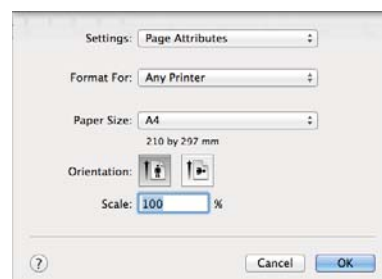 Settings: Page Attributes
Format For: Any Printer
Paper Size: A4
210 by 297 mm
Orientation:
Scale: 100 %
? Cancel OK